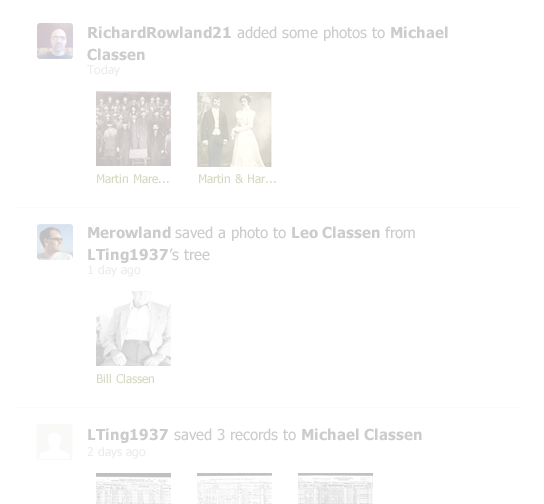 RichardRowland21 added some photos to Michael
Classen
Today
Martin Mare...
Martin & Har...
Merowland saved a photo to Leo Classen from
LTing1937's tree
1 day ago
Bill Classen
LTing1937 saved 3 records to Michael Classen
2 days ago